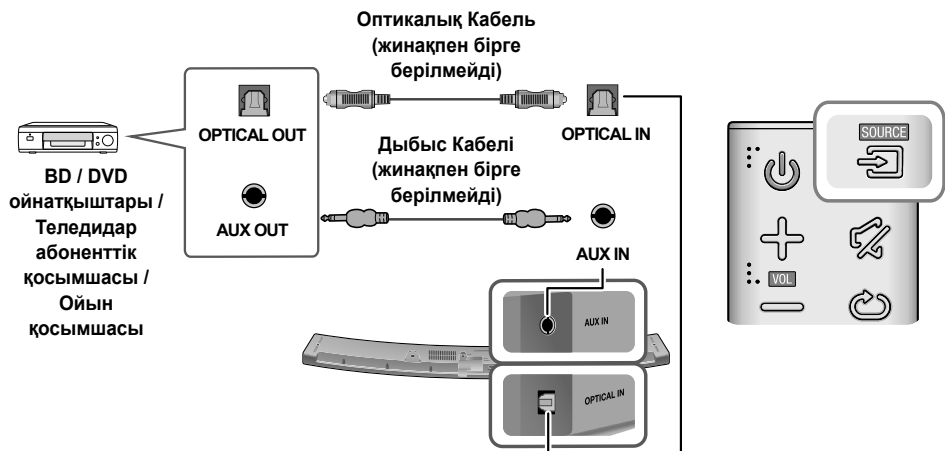 Оптикалық Кабель
(жинақпен бірге
берілмейді)
OPTICAL OUT
OPTICAL IN
Дыбыс Кабелі
(жинақпен бірге
берілмейді)
AUX OUT
AUX IN
BD / DVD
ойнатқыштары /
Теледидар
абоненттік
қосымшасы /
Ойын
қосымшасы
AUX IN
OPTICAL IN
SOURCE
VOL